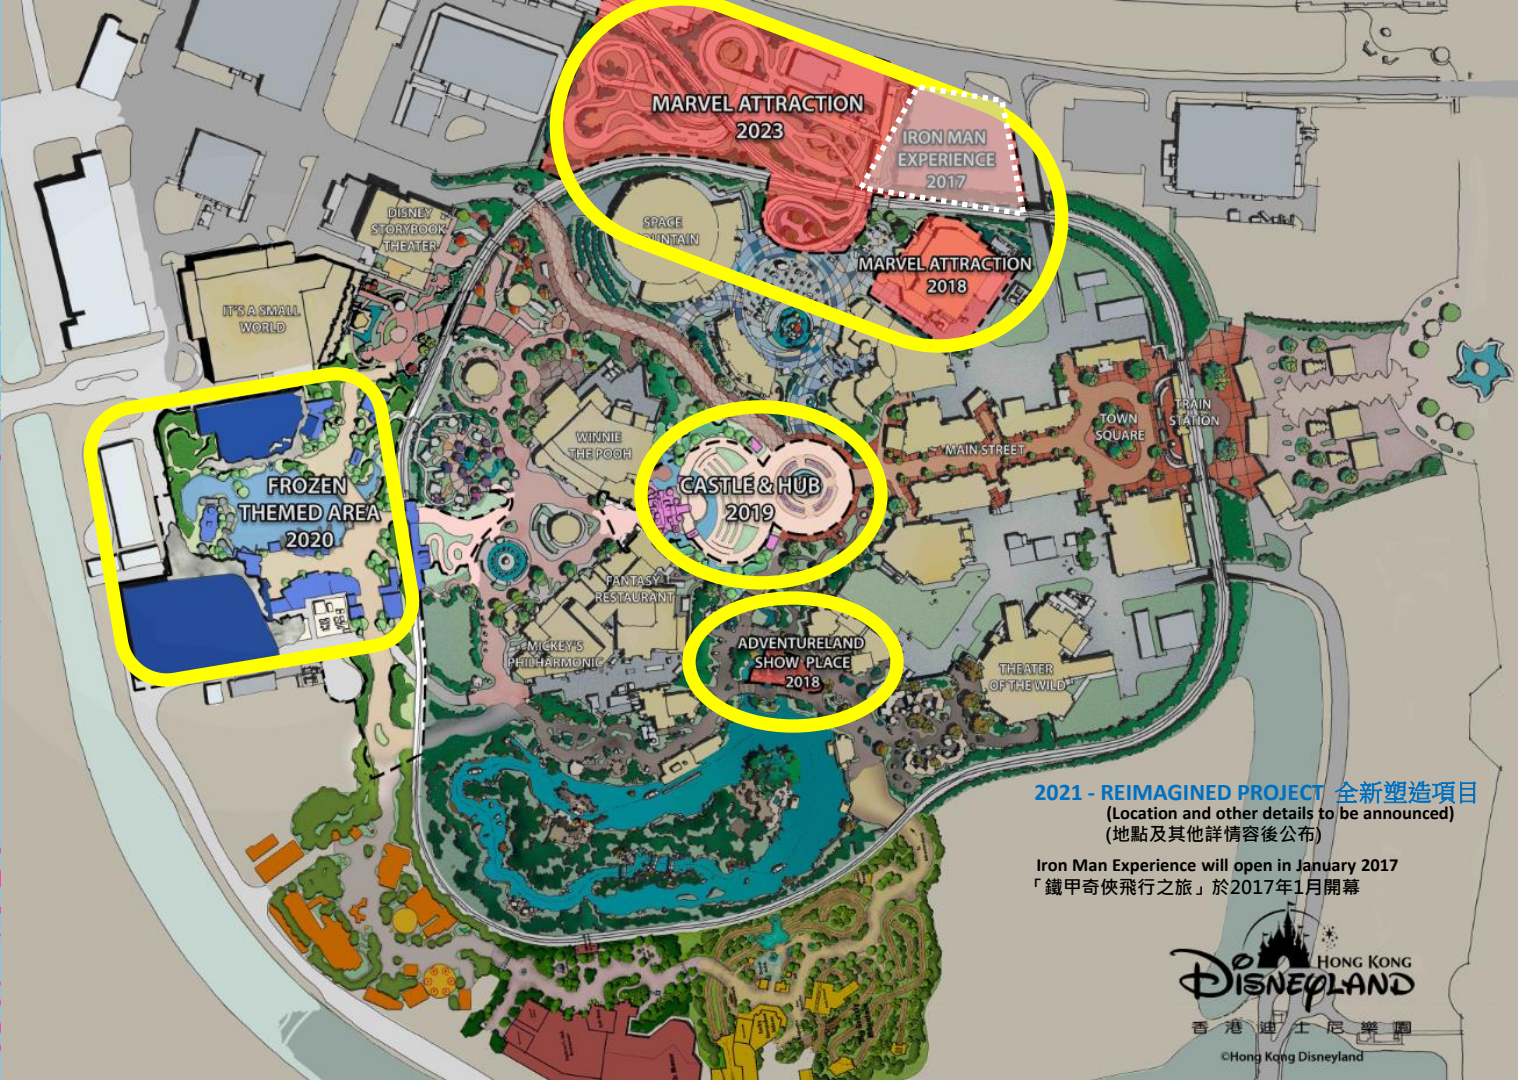 MARVEL ATTRACTION
2023
IRON MAN
EXPERIENCE
2017
DISNEY
STORYBOOK
THEATER
SPACE
MARVEL ATTRACTION
2018
IT'S A SMALL
WORLD
TRAIN
STATION
TOWN
SQUARE
WINNIE
THE POOH
MAIN STREET
FROZEN
THEMED AREA
2020
CASTLE & HUB
2019
FANTASY
RESTAURANT
MICKEY'S
PHILHARMONIC
ADVENTURELAND
SHOW PLACE
2018
THEATER
OF THE WILD
2021 - REIMAGINED PROJECT 全新塑造項目
(Location and other details to be announced)
(地點及其他詳情容後公布)
Iron Man Experience will open in January 2017
「鐵甲奇俠飛行之旅」於2017年1月開幕
HONG KONG
DISNEYLAND
香港迪士尼樂園
©Hong Kong Disneyland